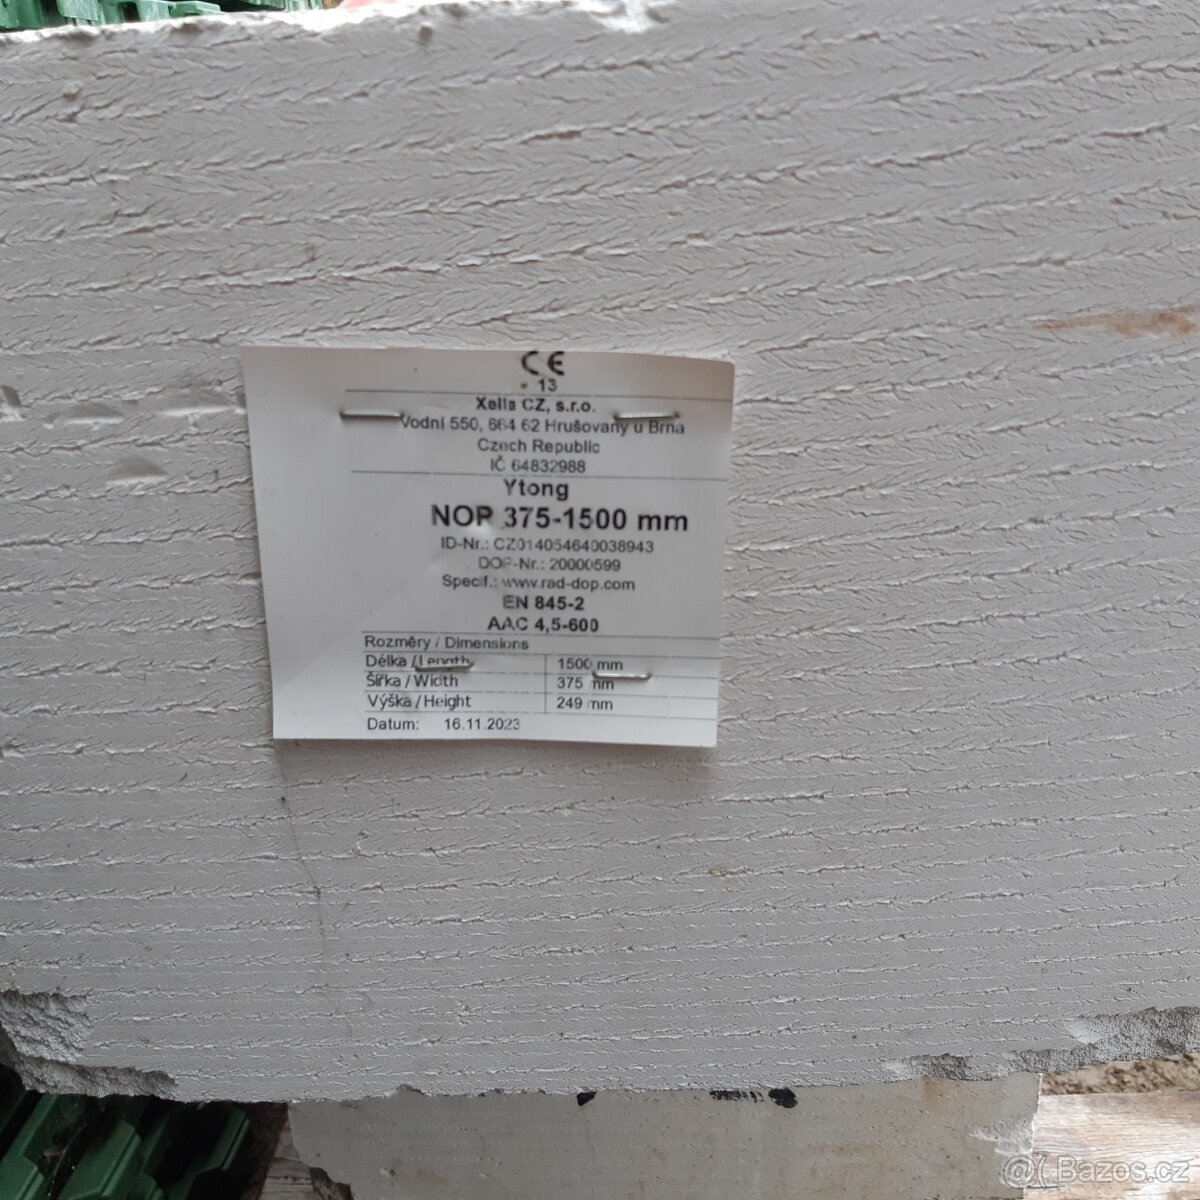 CE
13
Xella CZ, s.r.o.
Vodní 550, 664 62 Hrušovany u Brna
Czech Republic
IČ 64832988
Ytong
NOP 375-1500 mm
ID-Nr.: CZ014054640038943
DOP-Nr.: 20000599
Specif.: www.rad-dop.com
EN 845-2
AAC 4,5-600
Rozměry / Dimensions
Délka / Length 1500 mm
Šířka / Width 375 mm
Výška / Height 249 mm
Datum: 16.11.2023
@( Bazos.cz